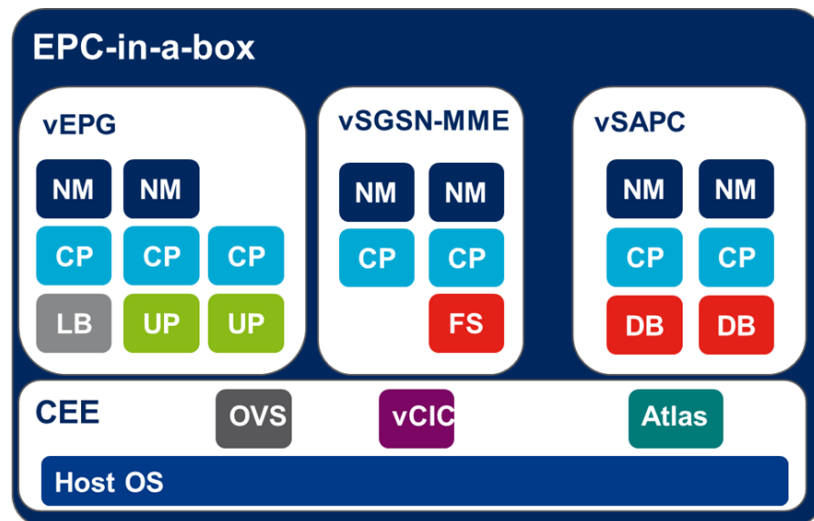 EPC-in-a-box
vEPG
NM NM
CP CP CP
LB UP UP
vSGSN-MME
NM NM
CP CP
FS
vSAPC
NM NM
CP CP
DB DB
CEE
OVS vCIC Atlas
Host OS